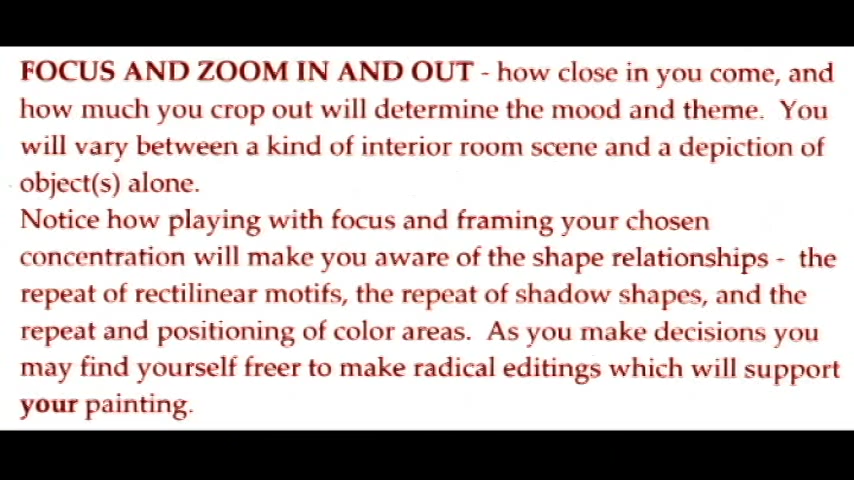 FOCUS AND ZOOM IN AND OUT - how close in you come, and
how much you crop out will determine the mood and theme. You
will vary between a kind of interior room scene and a depiction of
object(s) alone.
Notice how playing with focus and framing your chosen
concentration will make you aware of the shape relationships - the
repeat of rectilinear motifs, the repeat of shadow shapes, and the
repeat and positioning of color areas. As you make decisions you
may find yourself freer to make radical editings which will support
your painting.